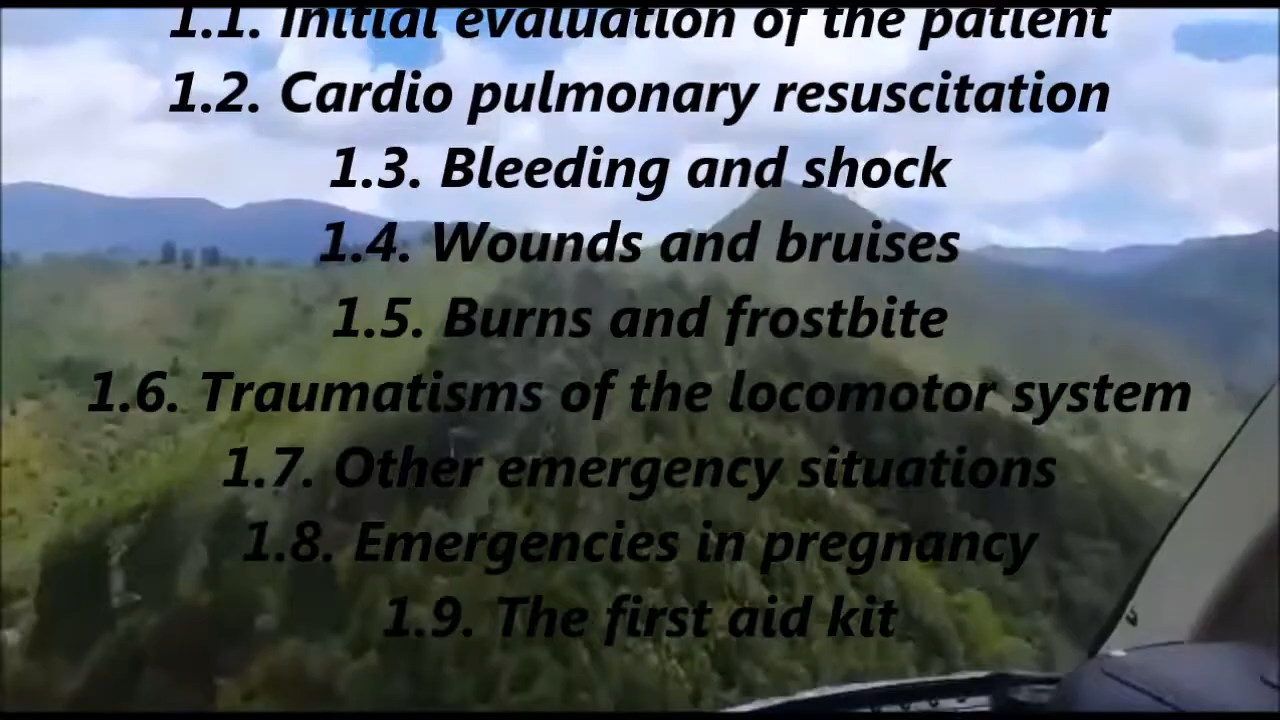 1.1. Initial evaluation of the patient
1.2. Cardio pulmonary resuscitation
1.3. Bleeding and shock
1.4. Wounds and bruises
1.5. Burns and frostbite
1.6. Traumatisms of the locomotor system
1.7. Other emergency situations
1.8. Emergencies in pregnancy
1.9. The first aid kit